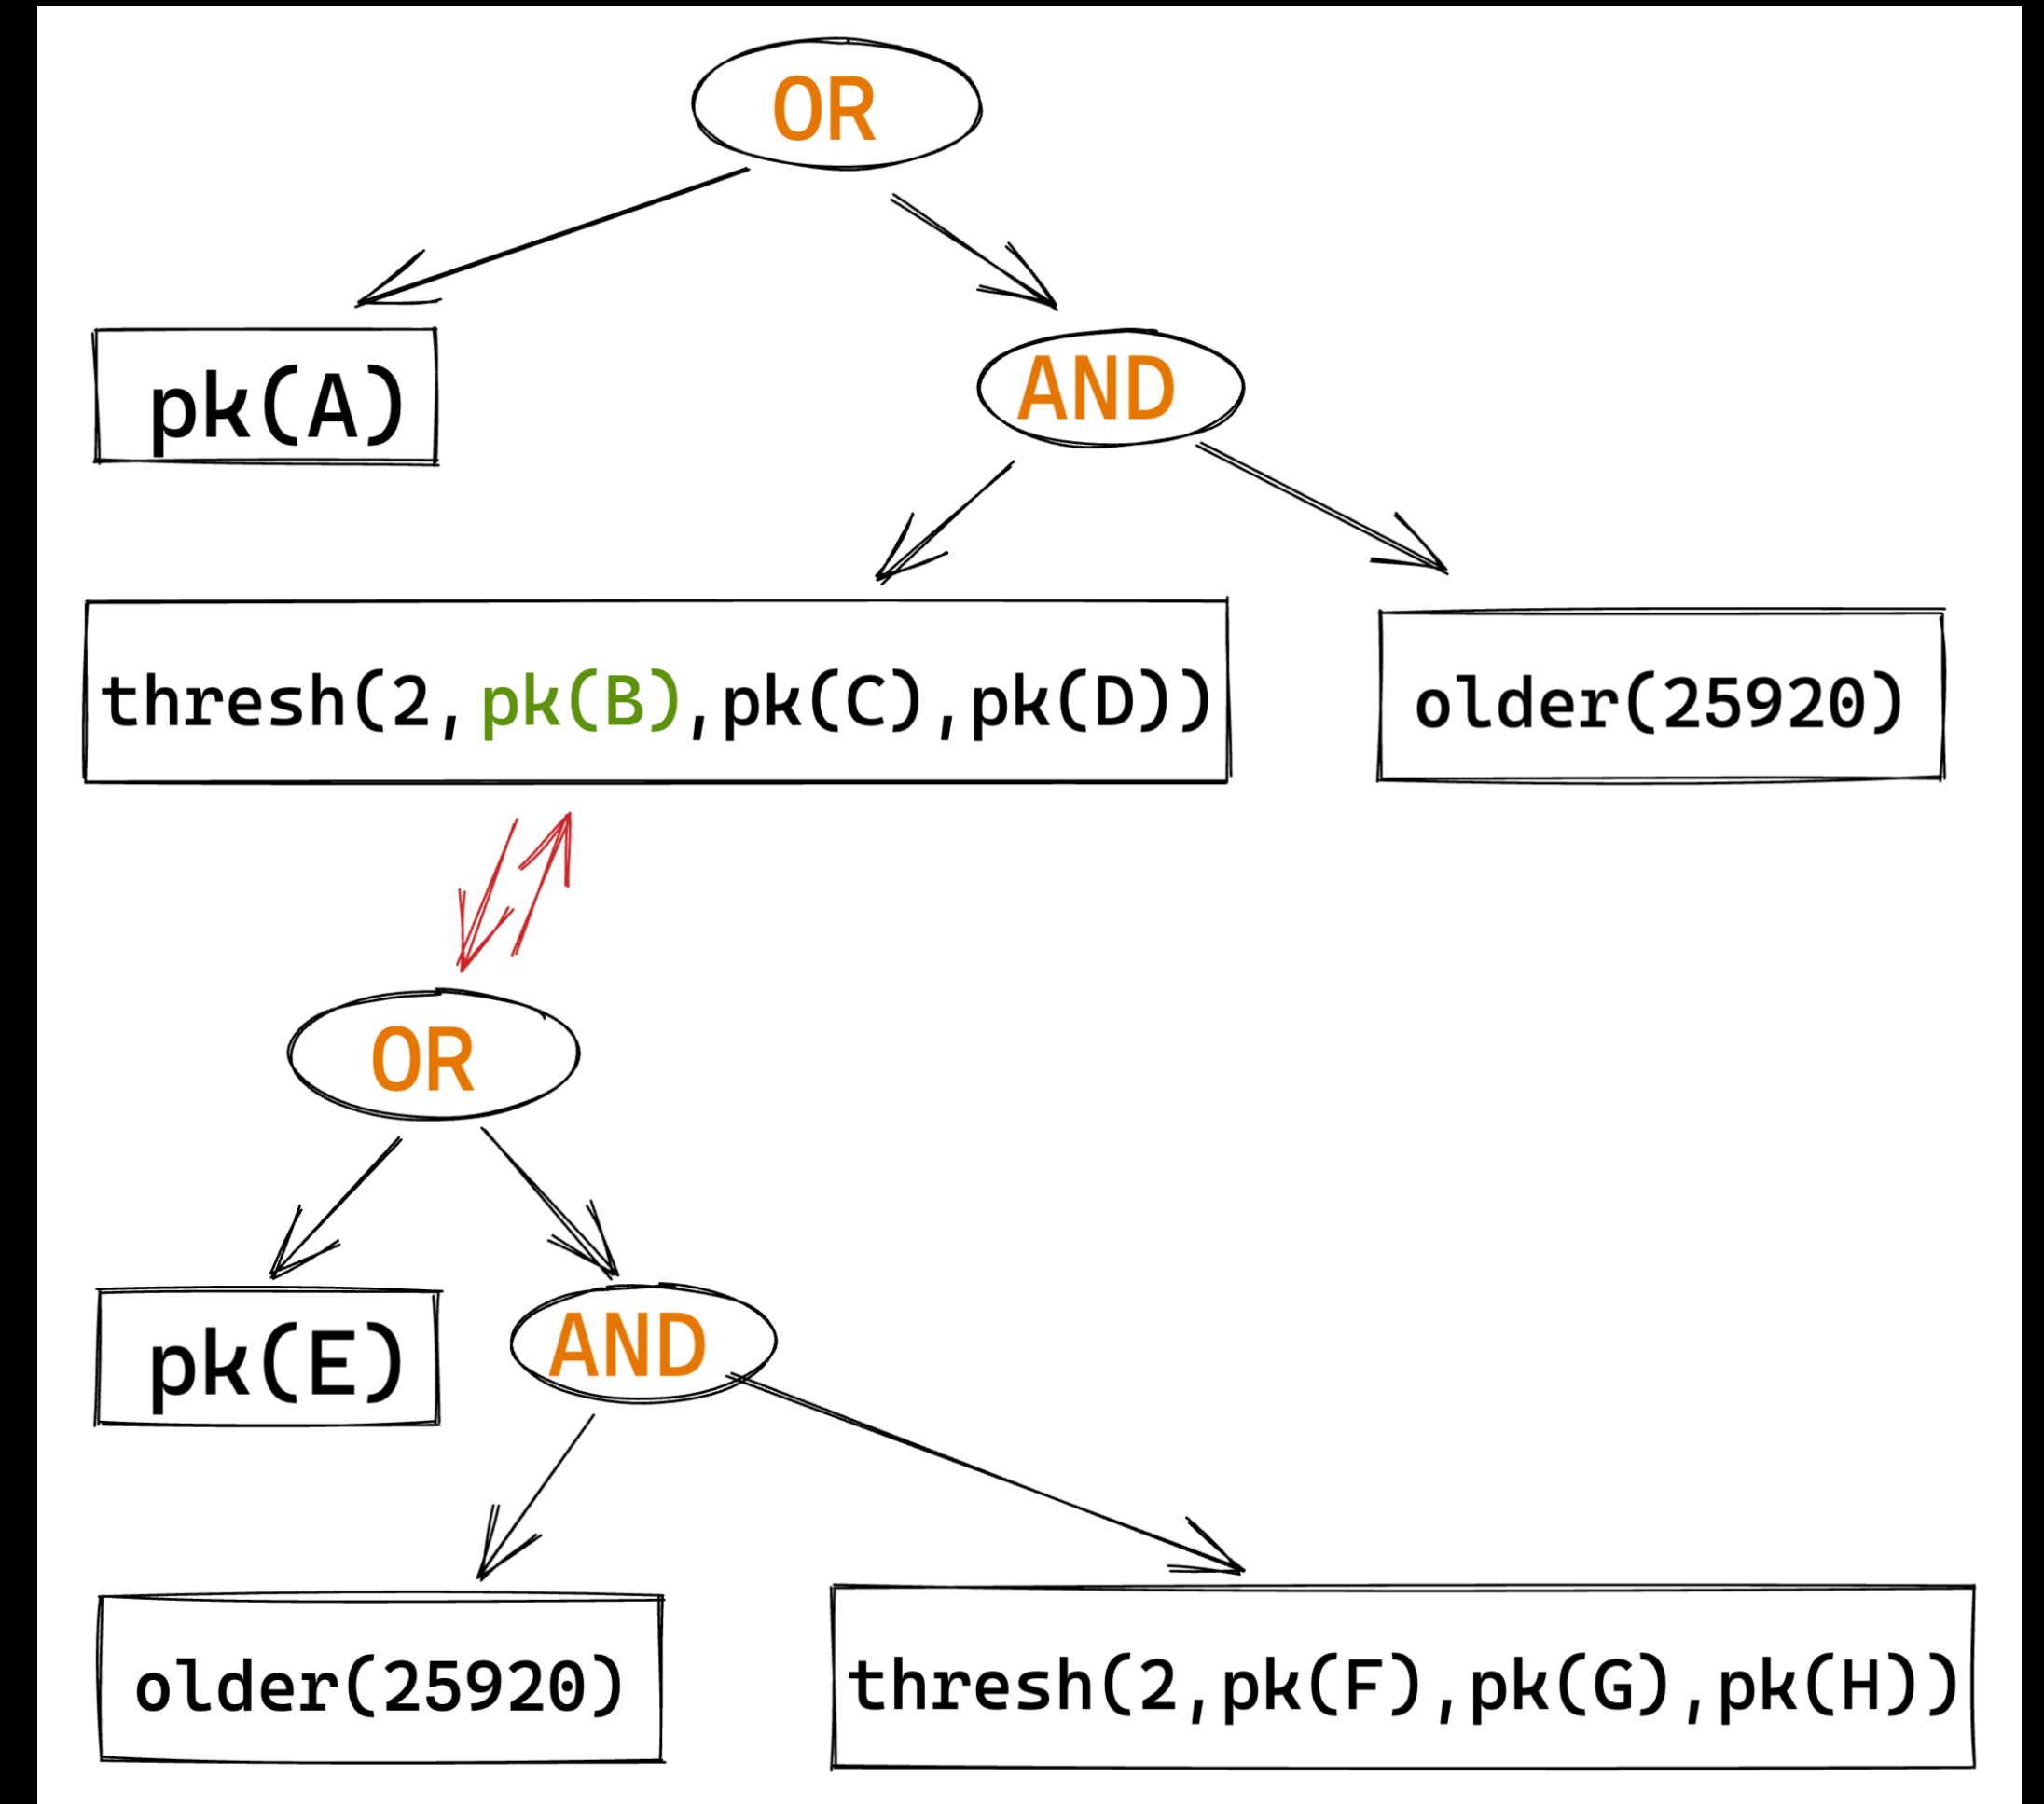 OR
pk(A)
AND
thresh(2,pk(B),pk(C),pk(D))
older(25920)
OR
pk(E)
AND
older(25920)
thresh(2,pk(F),pk(G),pk(H))